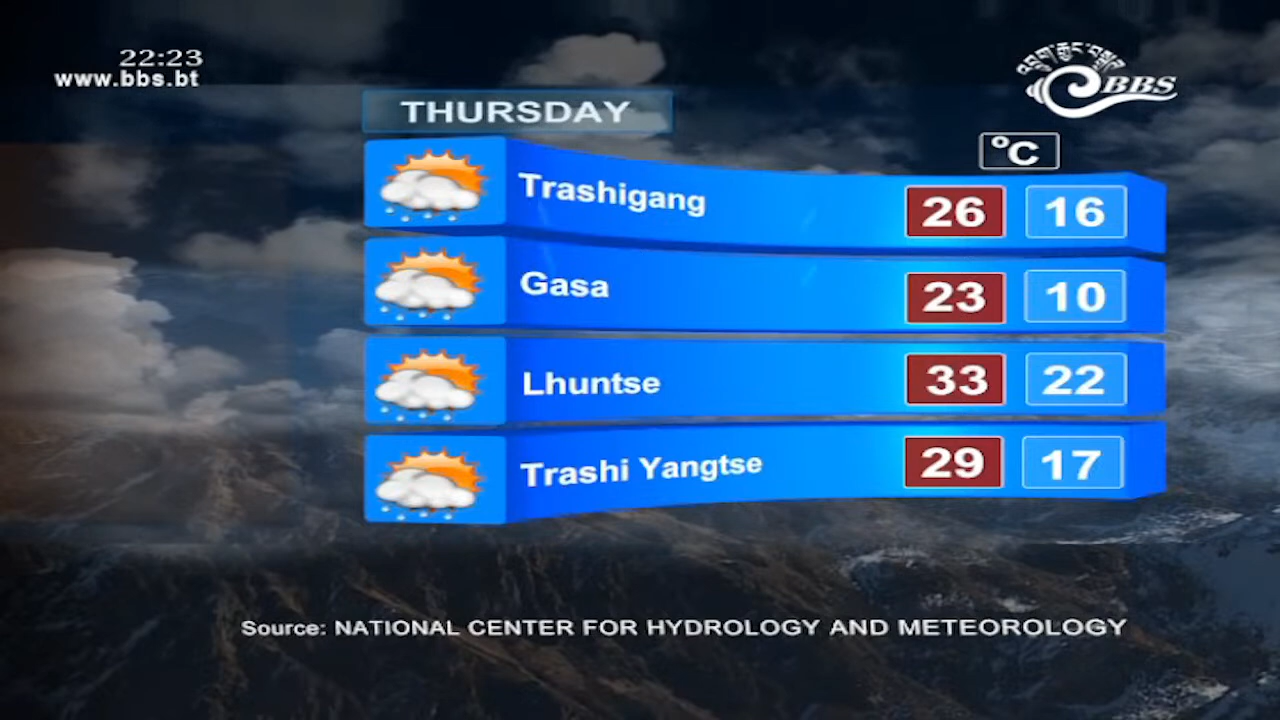 22:23
www.bbs.bt
BBS
THURSDAY
°C
Trashigang 26 16
Gasa 23 10
Lhuntse 33 22
Trashi Yangtse 29 17
Source: NATIONAL CENTER FOR HYDROLOGY AND METEOROLOGY